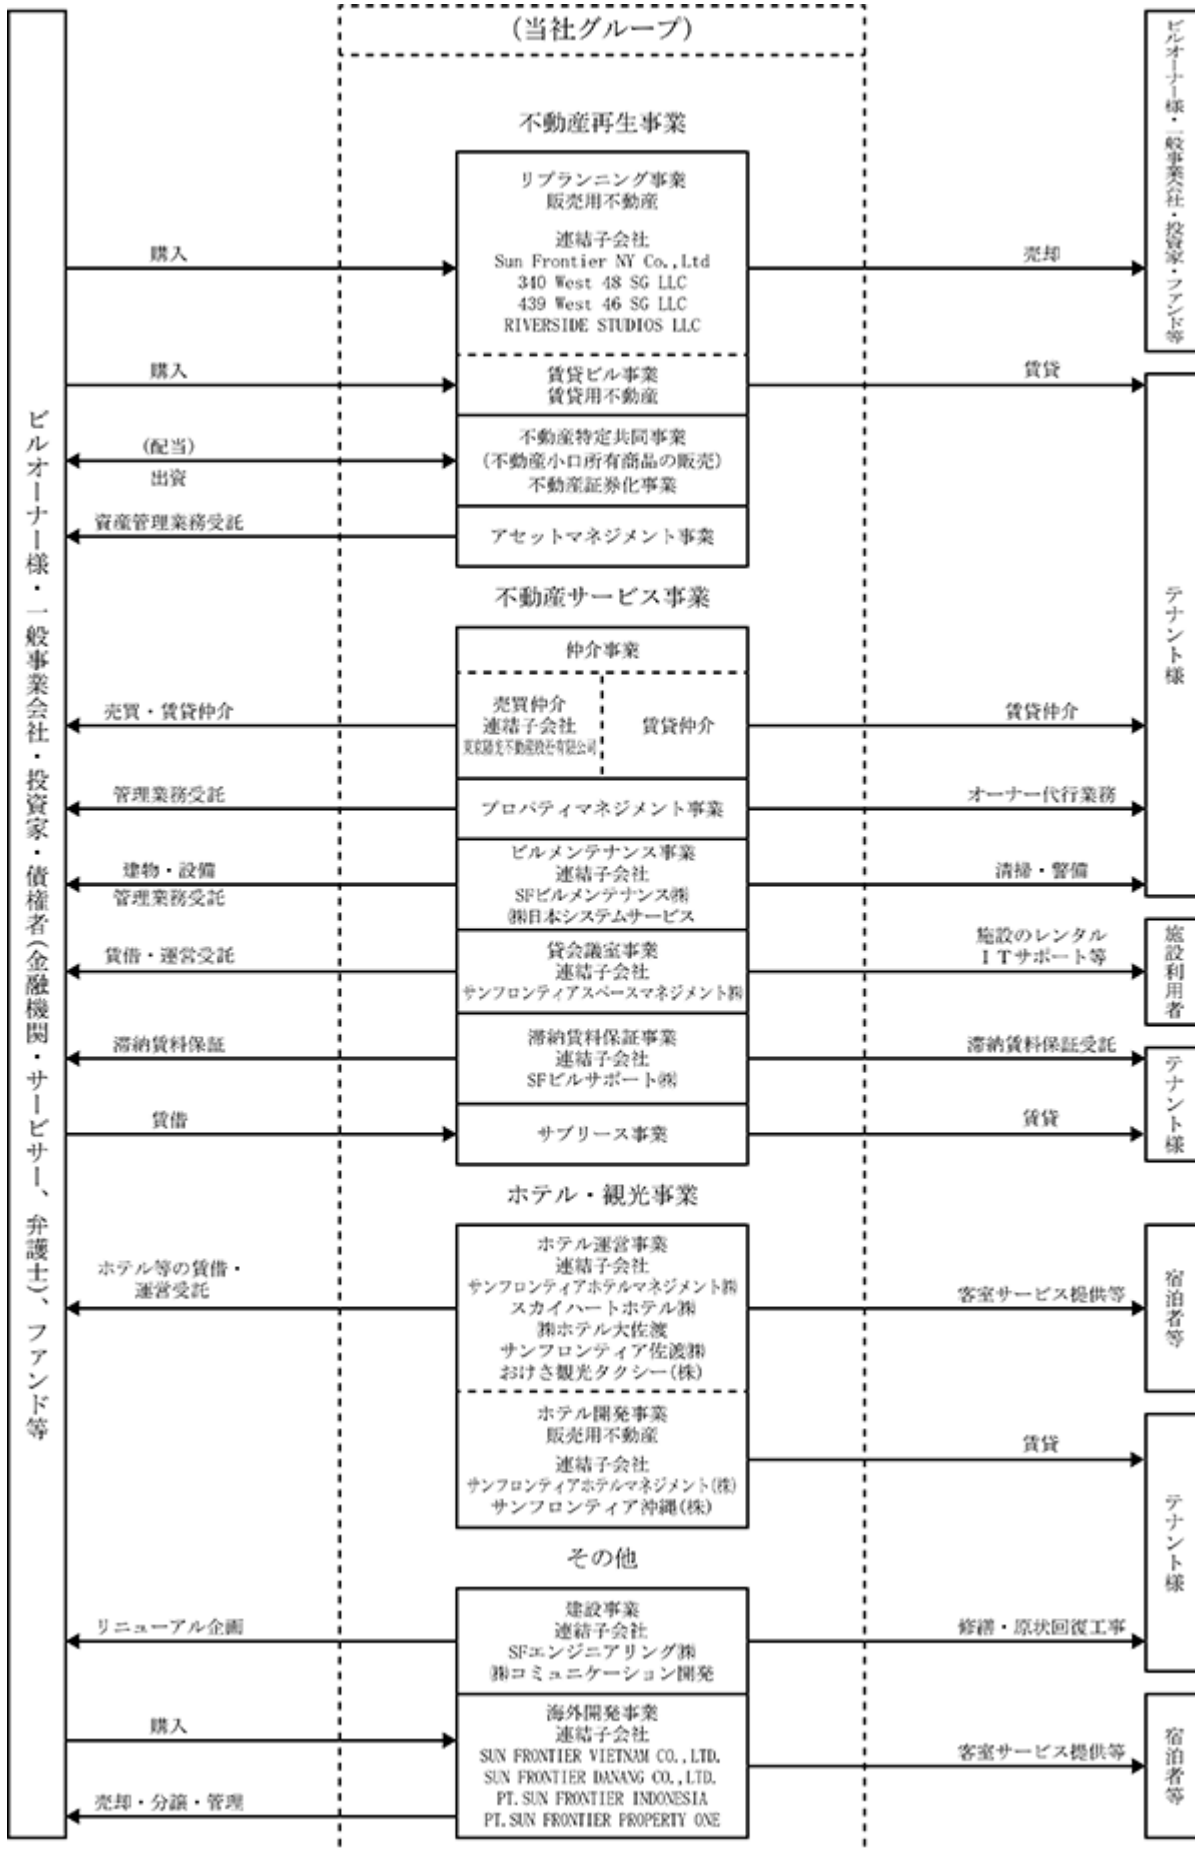 (当社グループ)
不動産再生事業
リプランニング事業
販売用不動産
連結子会社
Sun Frontier NY Co.,Ltd
340 West 48 SG LLC
439 West 46 SG LLC
RIVERSIDE STUDIOS LLC
購入
売却
賃貸ビル事業
賃貸用不動産
購入
賃貸
不動産特定共同事業
(不動産小口所有商品の販売)
不動産証券化事業
(配当)
出資
アセットマネジメント事業
資産管理業務受託
不動産サービス事業
仲介事業
売買仲介
連結子会社
東京陽光不動産股份有限公司
賃貸仲介
売買・賃貸仲介
賃貸仲介
プロパティマネジメント事業
管理業務受託
オーナー代行業務
ビルメンテナンス事業
連結子会社
SFビルメンテナンス㈱
㈱日本システムサービス
建物・設備
管理業務受託
清掃・警備
貸会議室事業
連結子会社
サンフロンティアスペースマネジメント㈱
賃借・運営受託
施設のレンタル
ITサポート等
滞納賃料保証事業
連結子会社
SFビルサポート㈱
滞納賃料保証
滞納賃料保証受託
サブリース事業
賃借
賃貸
ホテル・観光事業
ホテル運営事業
連結子会社
サンフロンティアホテルマネジメント㈱
スカイハートホテル㈱
㈱ホテル大佐渡
サンフロンティア佐渡㈱
おけさ観光タクシー(株)
ホテル等の賃借・
運営受託
客室サービス提供等
ホテル開発事業
販売用不動産
連結子会社
サンフロンティアホテルマネジメント(株)
サンフロンティア沖縄(株)
賃貸
その他
建設事業
連結子会社
SFエンジニアリング㈱
㈱コミュニケーション開発
リニューアル企画
修繕・原状回復工事
海外開発事業
連結子会社
SUN FRONTIER VIETNAM CO.,LTD.
SUN FRONTIER DANANG CO.,LTD.
PT.SUN FRONTIER INDONESIA
PT.SUN FRONTIER PROPERTY ONE
購入
売却・分譲・管理
客室サービス提供等
ビルオーナー様・一般事業会社・投資家・債権者(金融機関・サービサー、弁護士)、ファンド等
ビルオーナー様・一般事業会社・投資家・ファンド等
テナント様
施設利用者
テナント様
宿泊者等
テナント様
宿泊者等